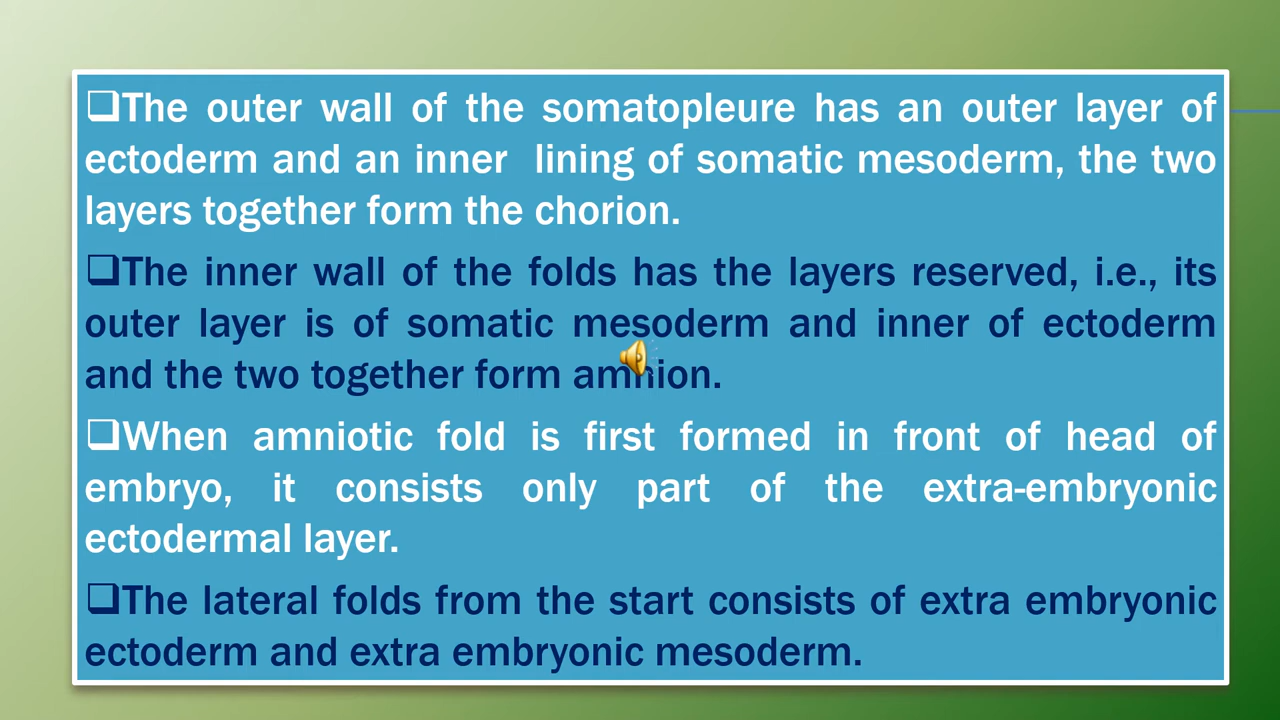 ❑The outer wall of the somatopleure has an outer layer of
ectoderm and an inner lining of somatic mesoderm, the two
layers together form the chorion.
❑The inner wall of the folds has the layers reserved, i.e., its
outer layer is of somatic mesoderm and inner of ectoderm
and the two together form amnion.
❑When amniotic fold is first formed in front of head of
embryo, it consists only part of the extra-embryonic
ectodermal layer.
❑The lateral folds from the start consists of extra embryonic
ectoderm and extra embryonic mesoderm.